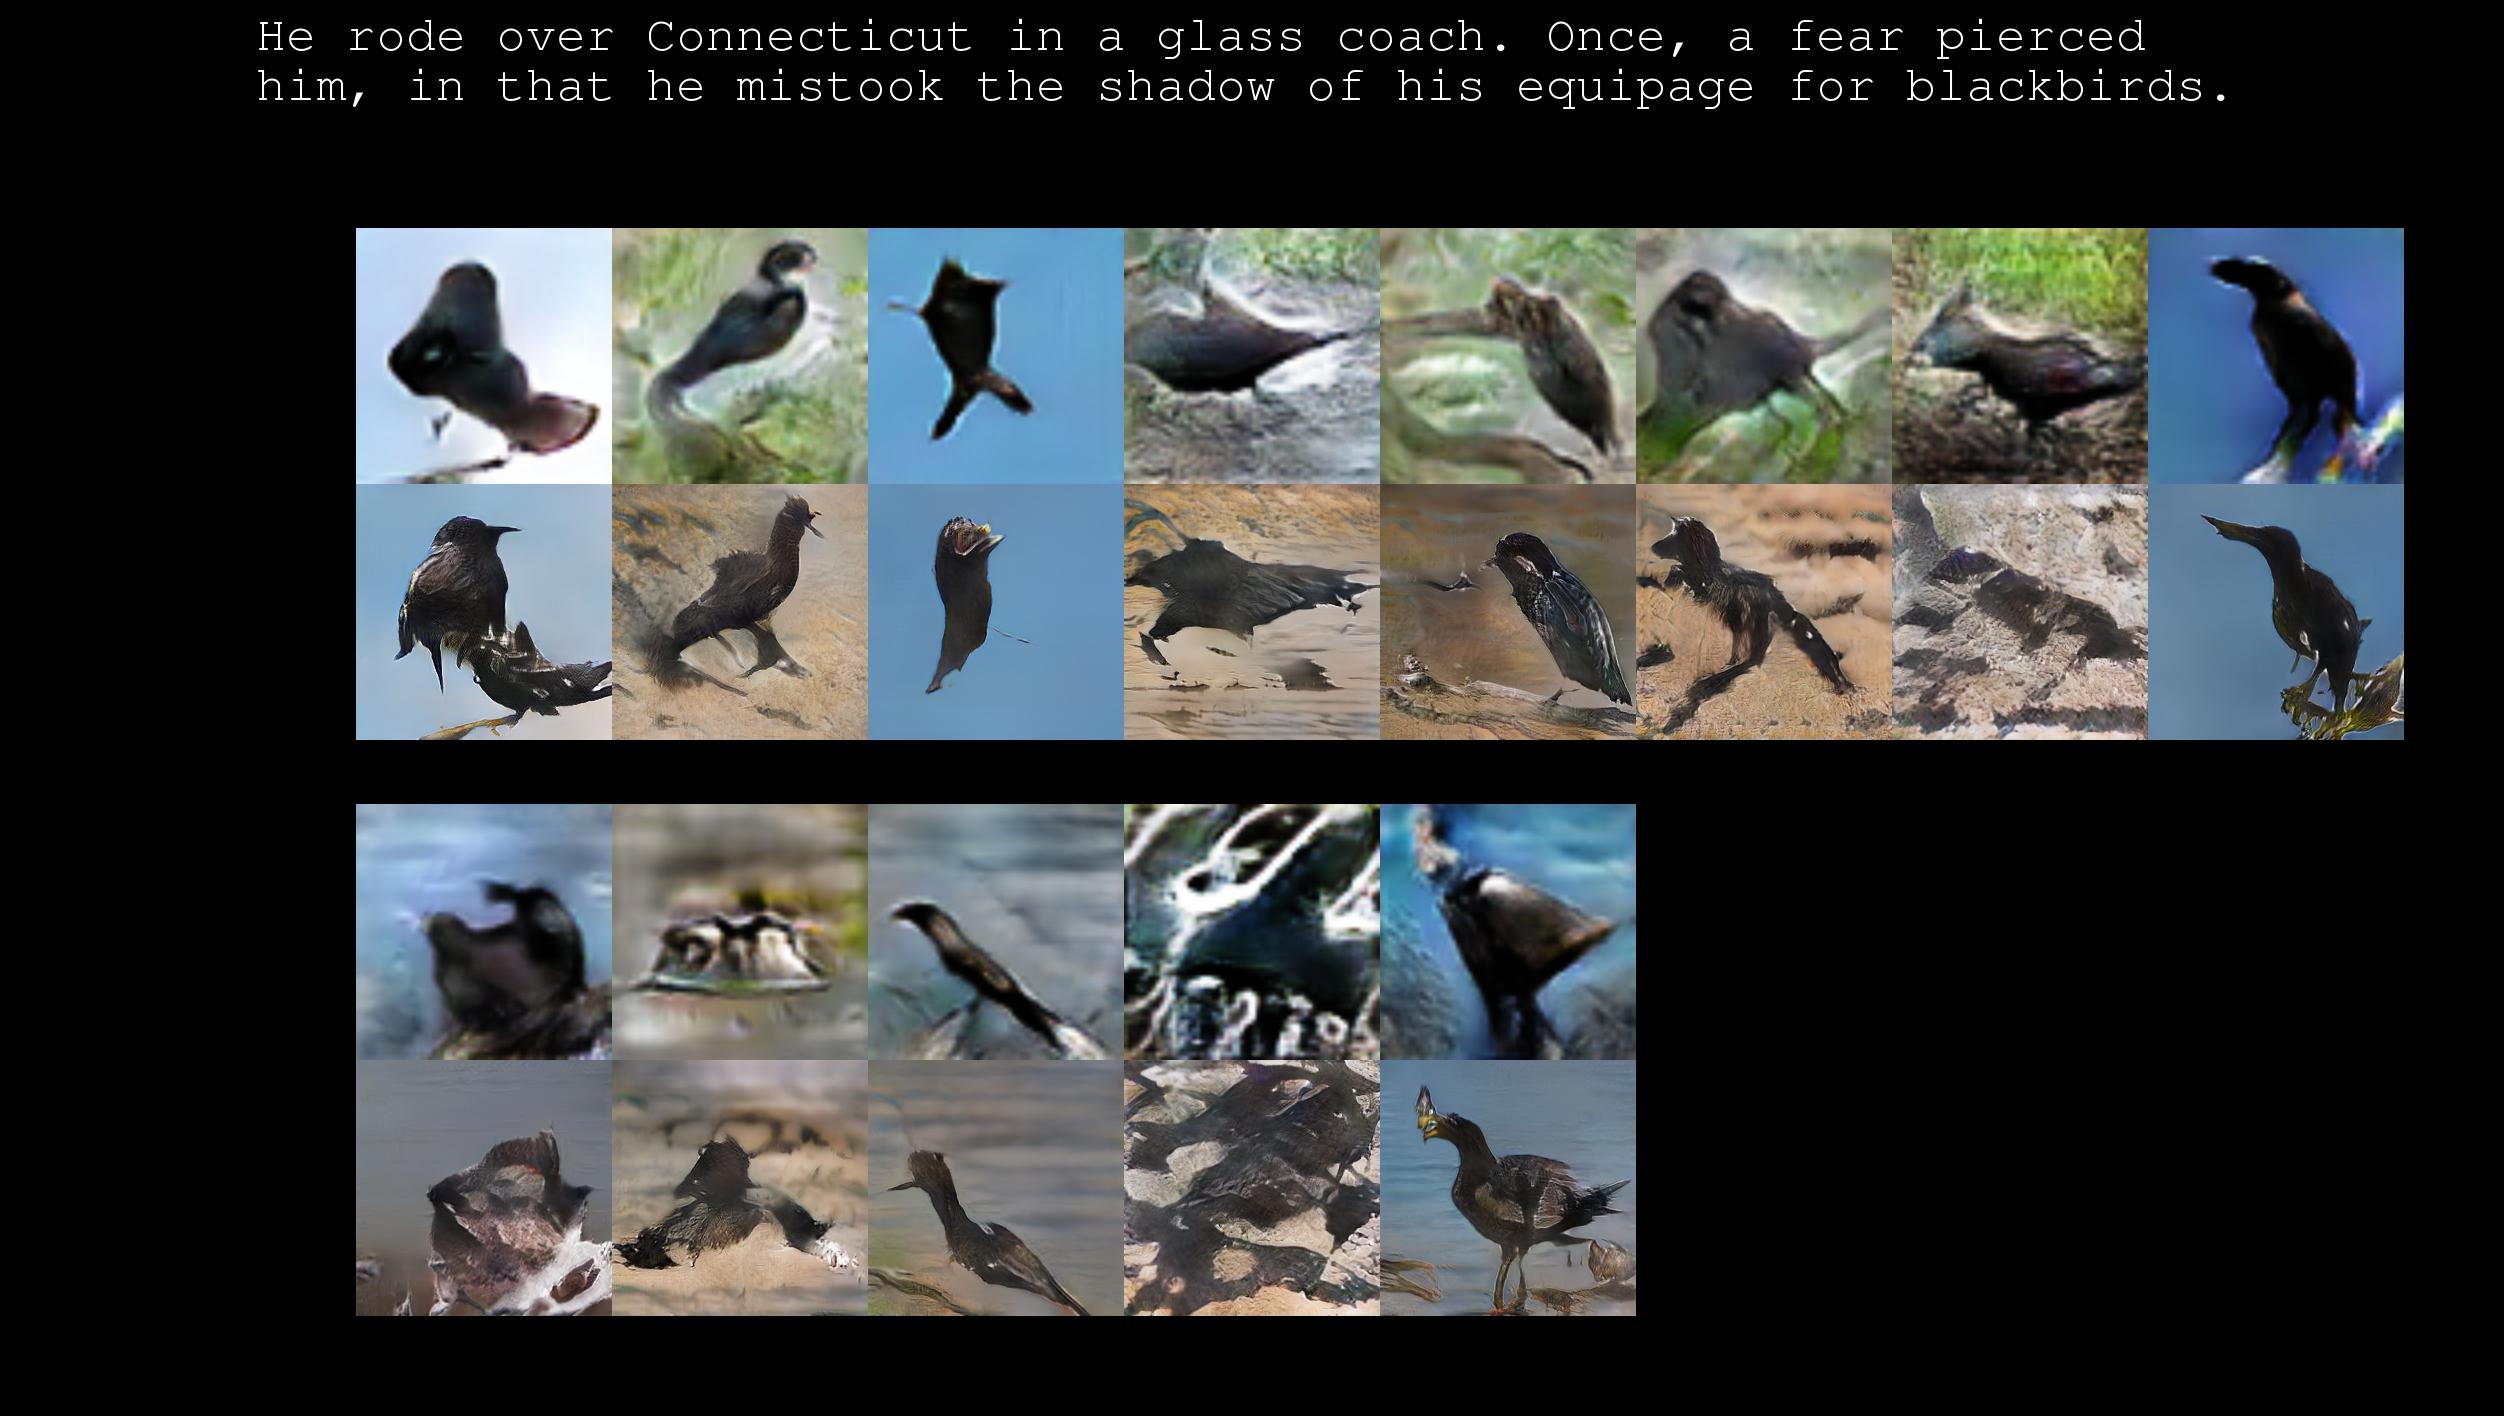 He rode over Connecticut in a glass coach. Once, a fear pierced
him, in that he mistook the shadow of his equipage for blackbirds.